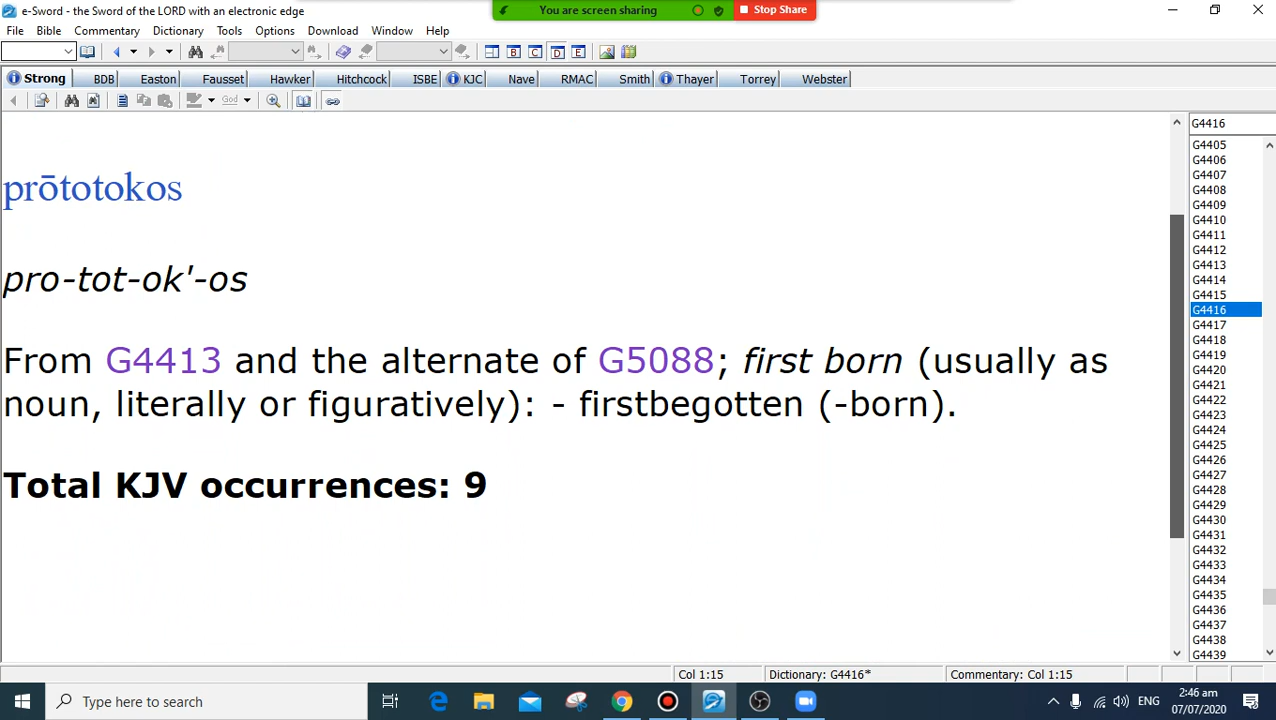 e-Sword - the Sword of the LORD with an electronic edge
You are screen sharing
Stop Share
File Bible Commentary Dictionary Tools Options Download Window Help
B C D E
Strong BDB Easton Fausset Hawker Hitchcock ISBE KJC Nave RMAC Smith Thayer Torrey Webster
God
prōtotokos
pro-tot-ok'-os
From G4413 and the alternate of G5088; first born (usually as
noun, literally or figuratively): - firstbegotten (-born).
Total KJV occurrences: 9
G4416
G4405
G4406
G4407
G4408
G4409
G4410
G4411
G4412
G4413
G4414
G4415
G4416
G4417
G4418
G4419
G4420
G4421
G4422
G4423
G4424
G4425
G4426
G4427
G4428
G4429
G4430
G4431
G4432
G4433
G4434
G4435
G4436
G4437
G4438
G4439
Col 1:15 Dictionary: G4416* Commentary: Col 1:15
Type here to search
ENG
2:46 am
07/07/2020